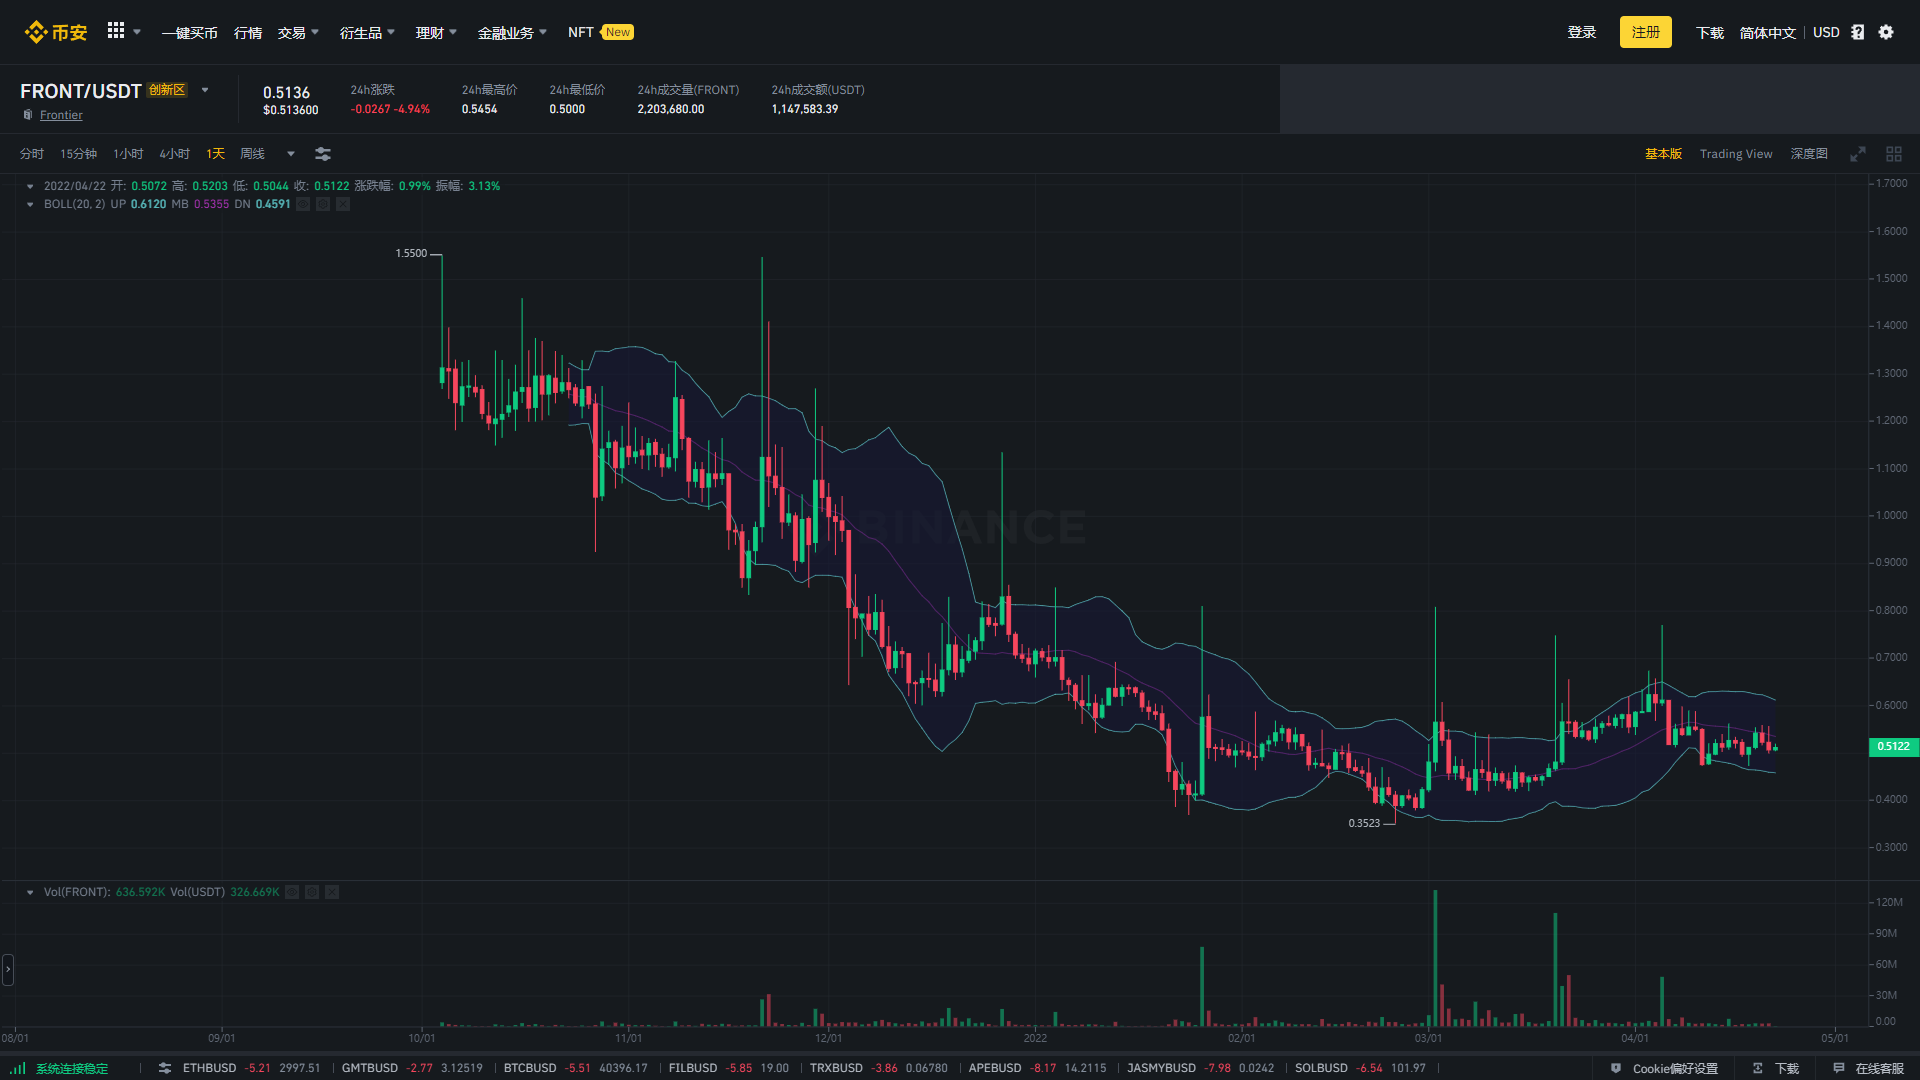 币安 一键买币 行情 交易 衍生品 理财 金融业务 NFT New 登录 注册 下载 简体中文 USD
FRONT/USDT 创新区
Frontier
0.5136
$0.513600
24h涨跌
-0.0267 -4.94%
24h最高价
0.5454
24h最低价
0.5000
24h成交量(FRONT)
2,203,680.00
24h成交额(USDT)
1,147,583.39
分时 15分钟 1小时 4小时 1天 周线 基本版 Trading View 深度图
2022/04/22 开: 0.5072 高: 0.5203 低: 0.5044 收: 0.5122 涨跌幅: 0.99% 振幅: 3.13%
BOLL(20, 2) UP 0.6120 MB 0.5355 DN 0.4591
1.7000
1.6000
1.5500
1.5000
1.4000
1.3000
1.2000
1.1000
1.0000
BINANCE
0.9000
0.8000
0.7000
0.6000
0.5122
0.4000
0.3523
0.3000
Vol(FRONT): 636.592K Vol(USDT) 326.669K
120M
90M
60M
30M
0.00
08/01 09/01 10/01 11/01 12/01 2022 02/01 03/01 04/01 05/01
系统连接稳定 ETHBUSD -5.21 2997.51 GMTBUSD -2.77 3.12519 BTCBUSD -5.51 40396.17 FILBUSD -5.85 19.00 TRXBUSD -3.86 0.06780 APEBUSD -8.17 14.2115 JASMYBUSD -7.98 0.0242 SOLBUSD -6.54 101.97 Cookie偏好设置 下载 在线客服